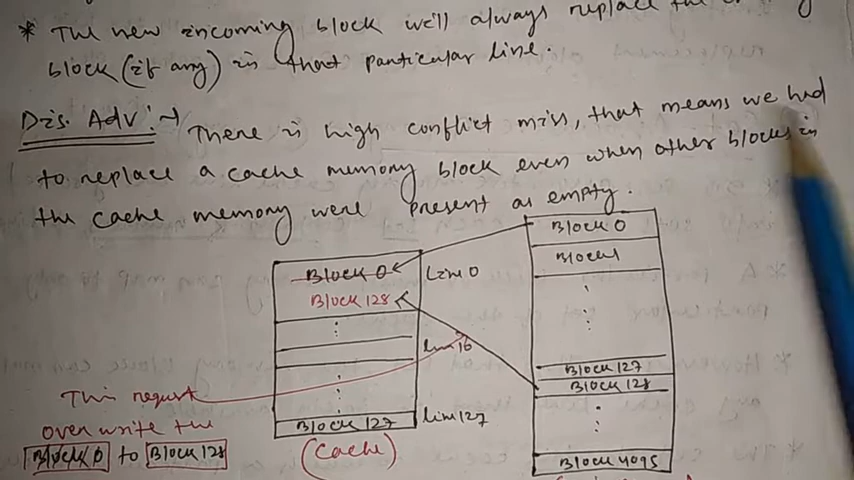 * The new incoming block will always replace the
block (if any) in that particular line.
Dis. Adv :→ There is high conflict miss, that means we had
to replace a cache memory block even when other blocks in
the cache memory were present as empty.
Block 0
Block 1
Block 0
Line 0
Block 128
line 16
Block 127
Block 128
This request
over write the
Block 0 to Block 128
Block 127
line 127
(Cache)
Block 4095